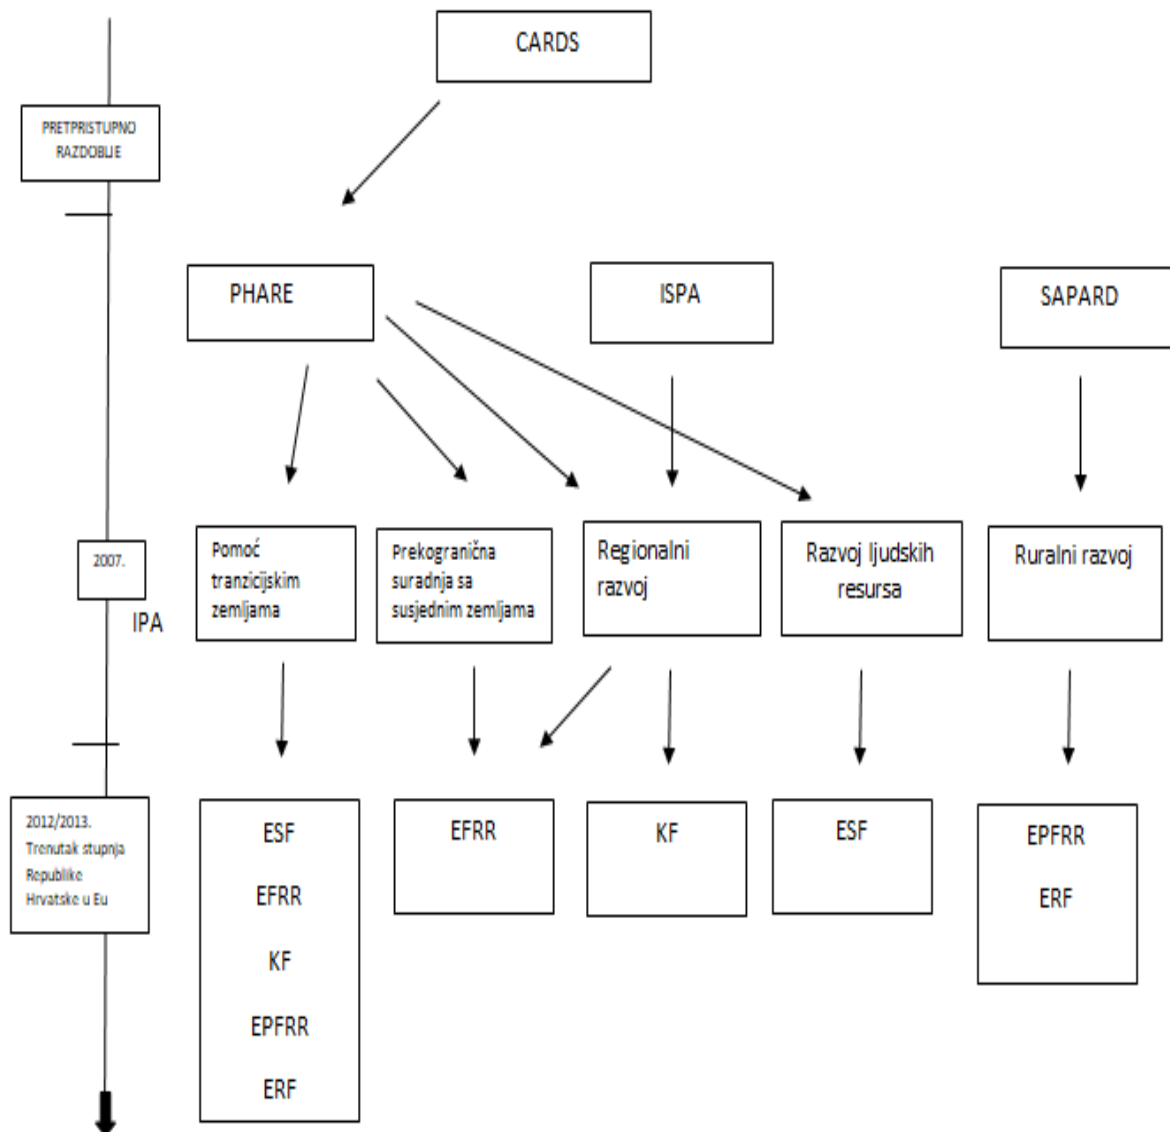 CARDS
PRETPRISTUPNO
RAZDOBLJE
PHARE
ISPA
SAPARD
2007.
IPA
Pomoć
tranzicijskim
zemljama
Prekogranična
suradnja sa
susjednim zemljama
Regionalni
razvoj
Razvoj ljudskih
resursa
Ruralni razvoj
2012/2013.
Trenutak stupnja
Republike
Hrvatske u Eu
ESF
EFRR
KF
EPFRR
ERF
EFRR
KF
ESF
EPFRR
ERF